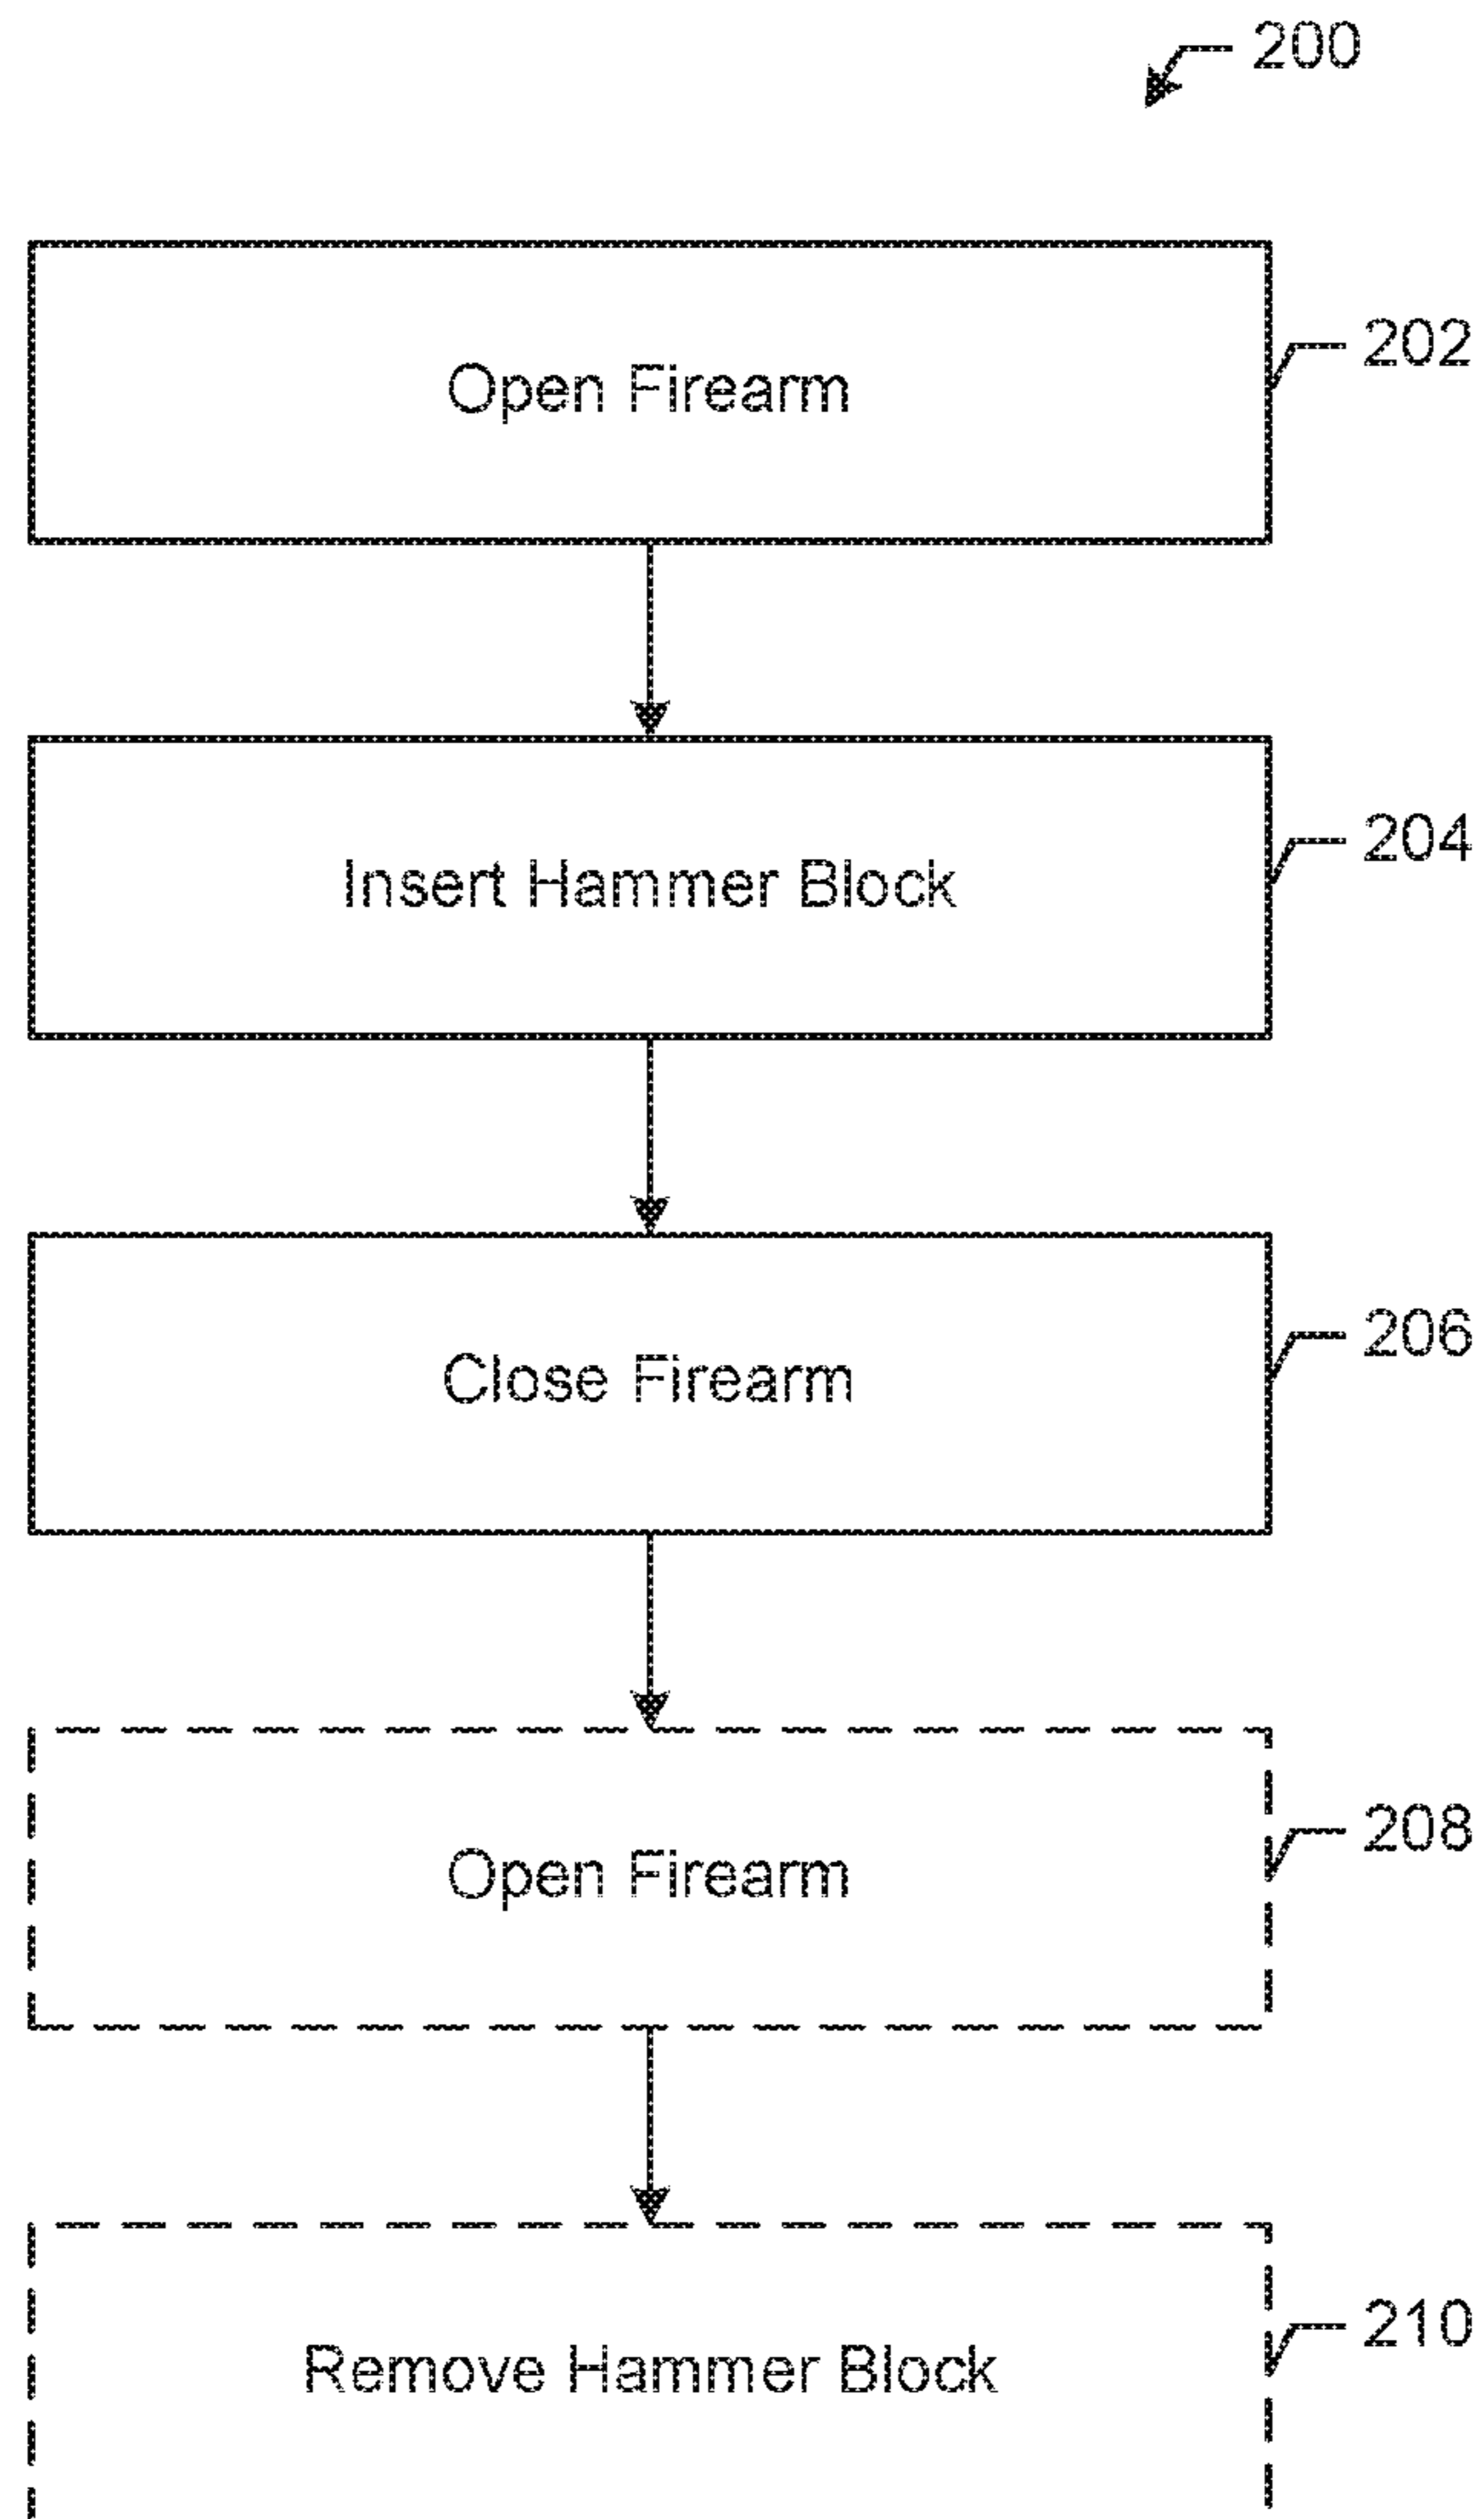 200
Open Firearm
202
Insert Hammer Block
204
Close Firearm
206
Open Firearm
208
Remove Hammer Block
210